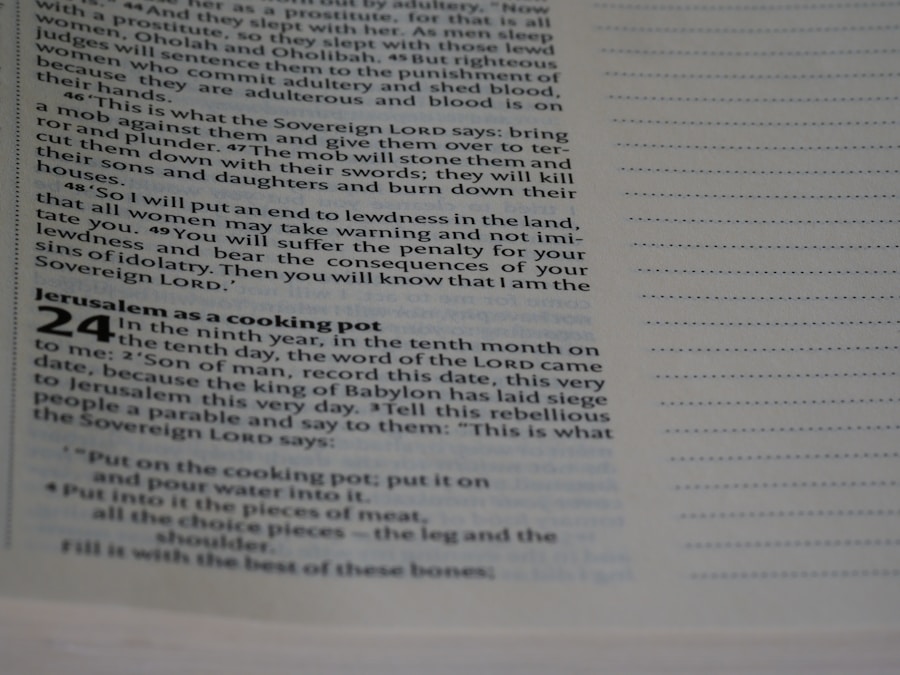 her as a prostitute, for that is all
44 And they slept with her. As men sleep
with a prostitute, so they slept with those lewd
women, Oholah and Oholibah. 45 But righteous
judges will sentence them to the punishment of
women who commit adultery and shed blood,
because they are adulterous and blood is on
their hands.
46 ‘This is what the Sovereign LORD says: bring
a mob against them and give them over to ter-
ror and plunder. 47 The mob will stone them and
cut them down with their swords; they will kill
their sons and daughters and burn down their
houses.
48 ‘So I will put an end to lewdness in the land,
that all women may take warning and not imi-
tate you. 49 You will suffer the penalty for your
lewdness and bear the consequences of your
sins of idolatry. Then you will know that I am the
Sovereign LORD.’
Jerusalem as a cooking pot
24 In the ninth year, in the tenth month on
the tenth day, the word of the LORD came
to me: 2 ‘Son of man, record this date, this very
date, because the king of Babylon has laid siege
to Jerusalem this very day. 3 Tell this rebellious
people a parable and say to them: “This is what
the Sovereign LORD says:
‘ “Put on the cooking pot; put it on
and pour water into it.
4 Put into it the pieces of meat,
all the choice pieces – the leg and the
shoulder.
Fill it with the best of these bones;